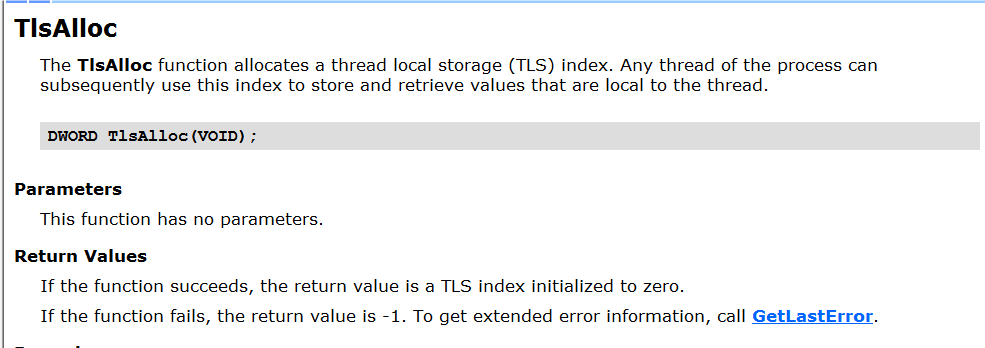 TlsAlloc
The TlsAlloc function allocates a thread local storage (TLS) index. Any thread of the process can
subsequently use this index to store and retrieve values that are local to the thread.
DWORD TlsAlloc(VOID);
Parameters
This function has no parameters.
Return Values
If the function succeeds, the return value is a TLS index initialized to zero.
If the function fails, the return value is -1. To get extended error information, call GetLastError.